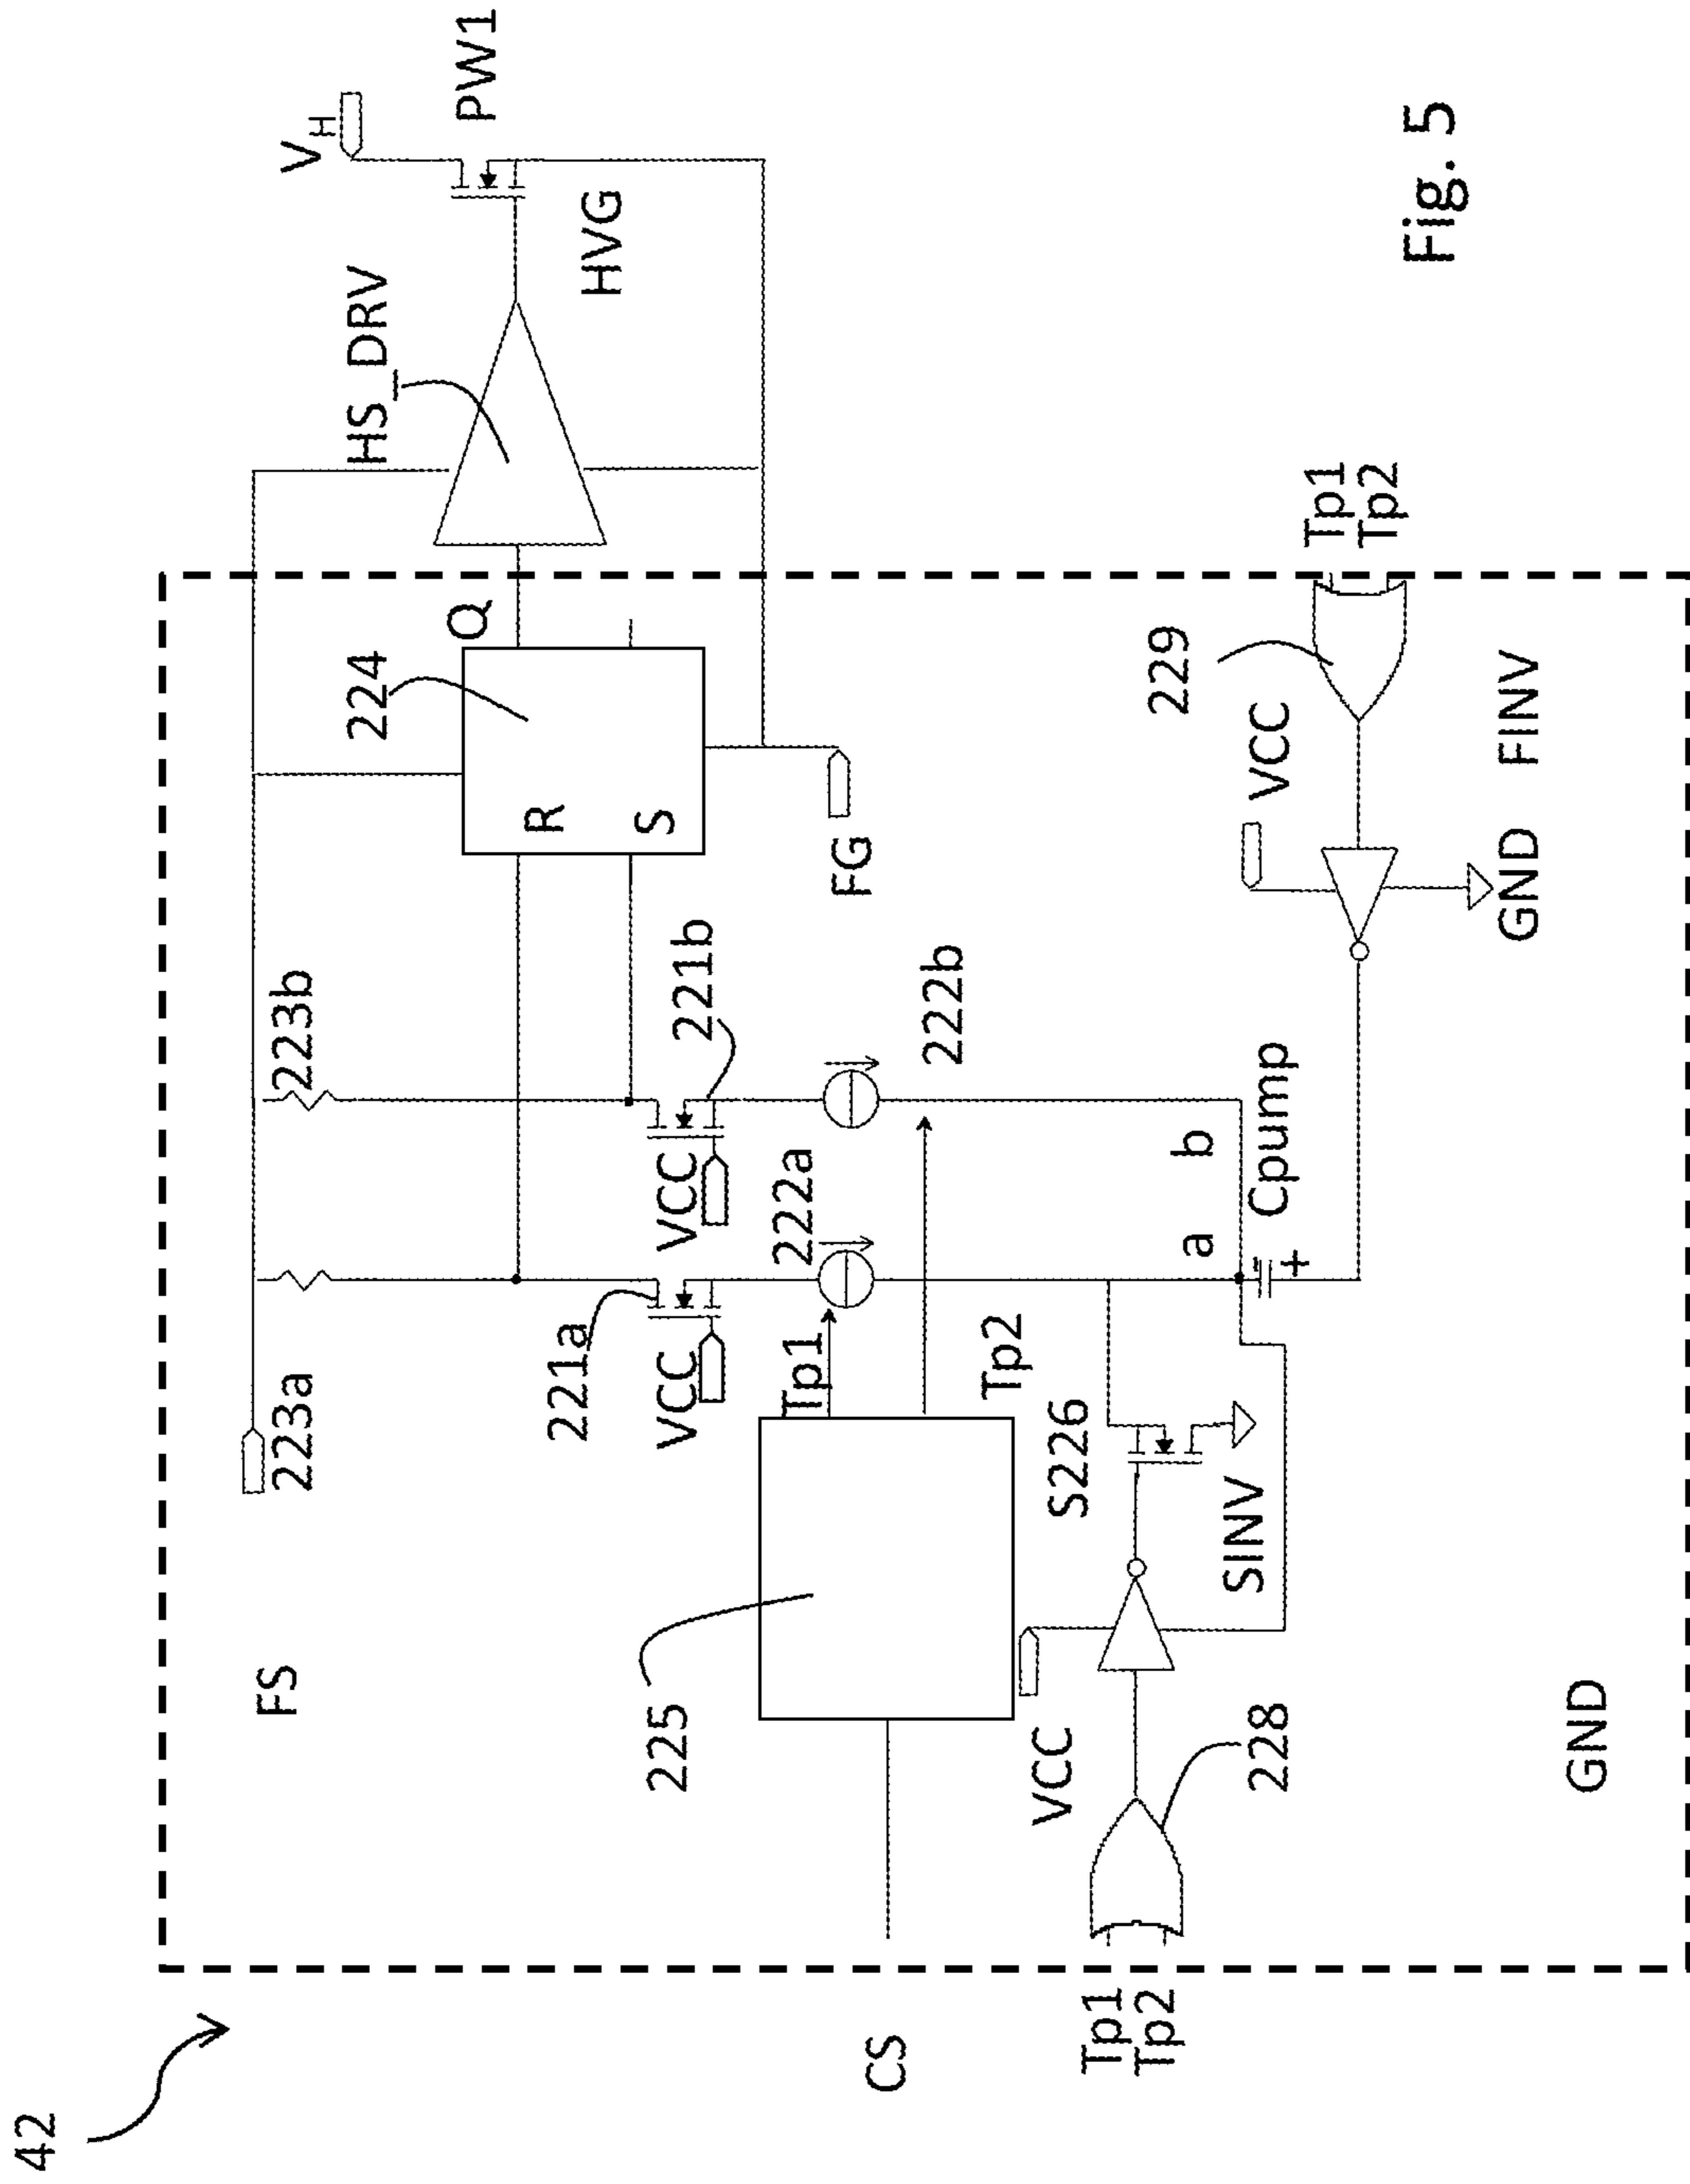 42
FS
223a
223b
224
HS_DRV
VH
PW1
Q
R
S
HVG
FG
221a
VCC
221b
VCC
222a
222b
225
Tp1
Tp2
CS
VCC
S226
SINV
228
Tp1
Tp2
a
b
Cpump
-
+
229
VCC
GND
FINV
Tp1
Tp2
GND
Fig. 5